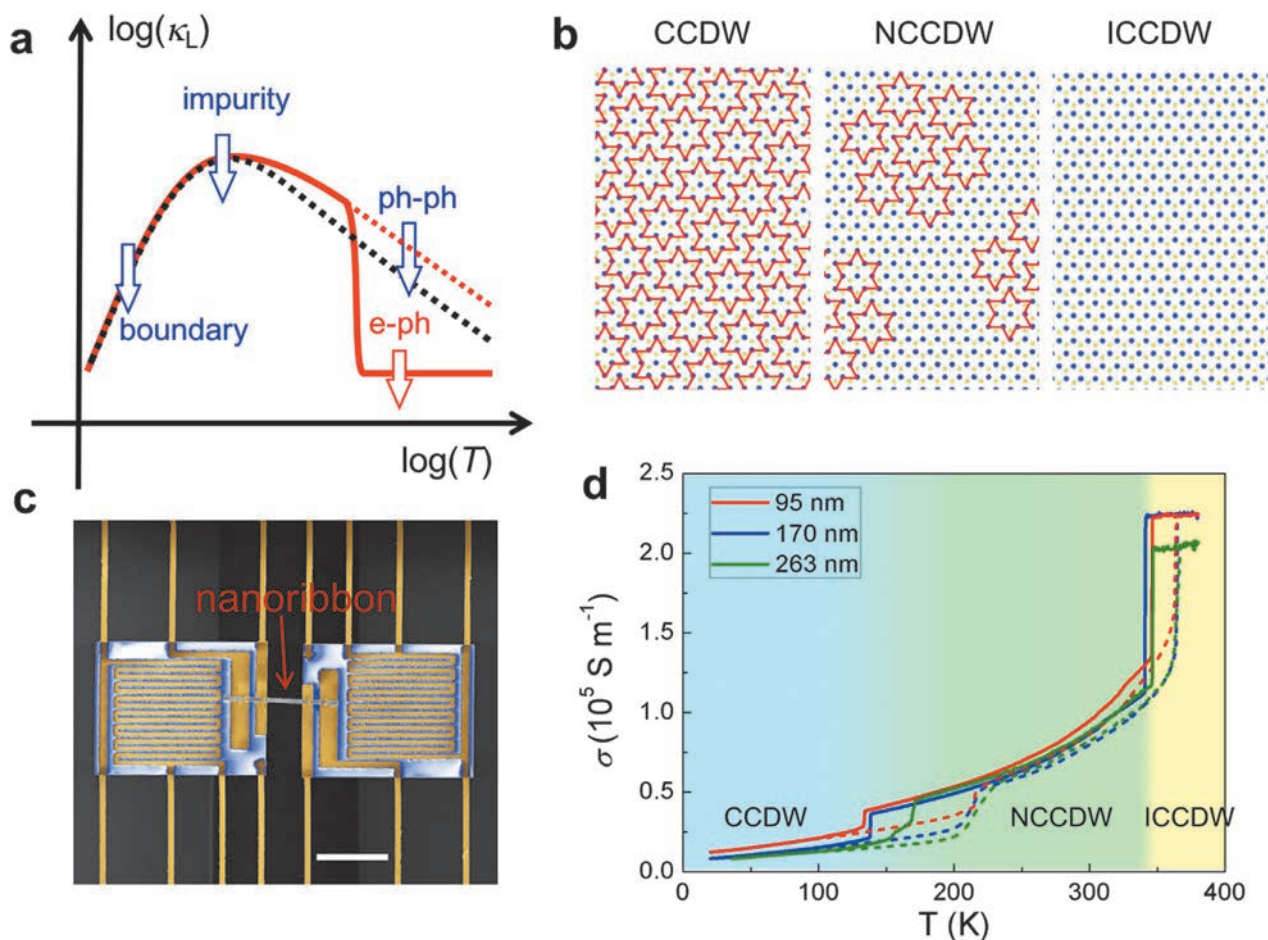 a
log(κL)
impurity
ph-ph
boundary
e-ph
log(T)
b
CCDW NCCDW ICCDW
c
nanoribbon
d
2.5
2.0
1.5
1.0
0.5
0.0
σ (10⁵ S m⁻¹)
95 nm
170 nm
263 nm
CCDW NCCDW ICCDW
0 100 200 300 400
T (K)